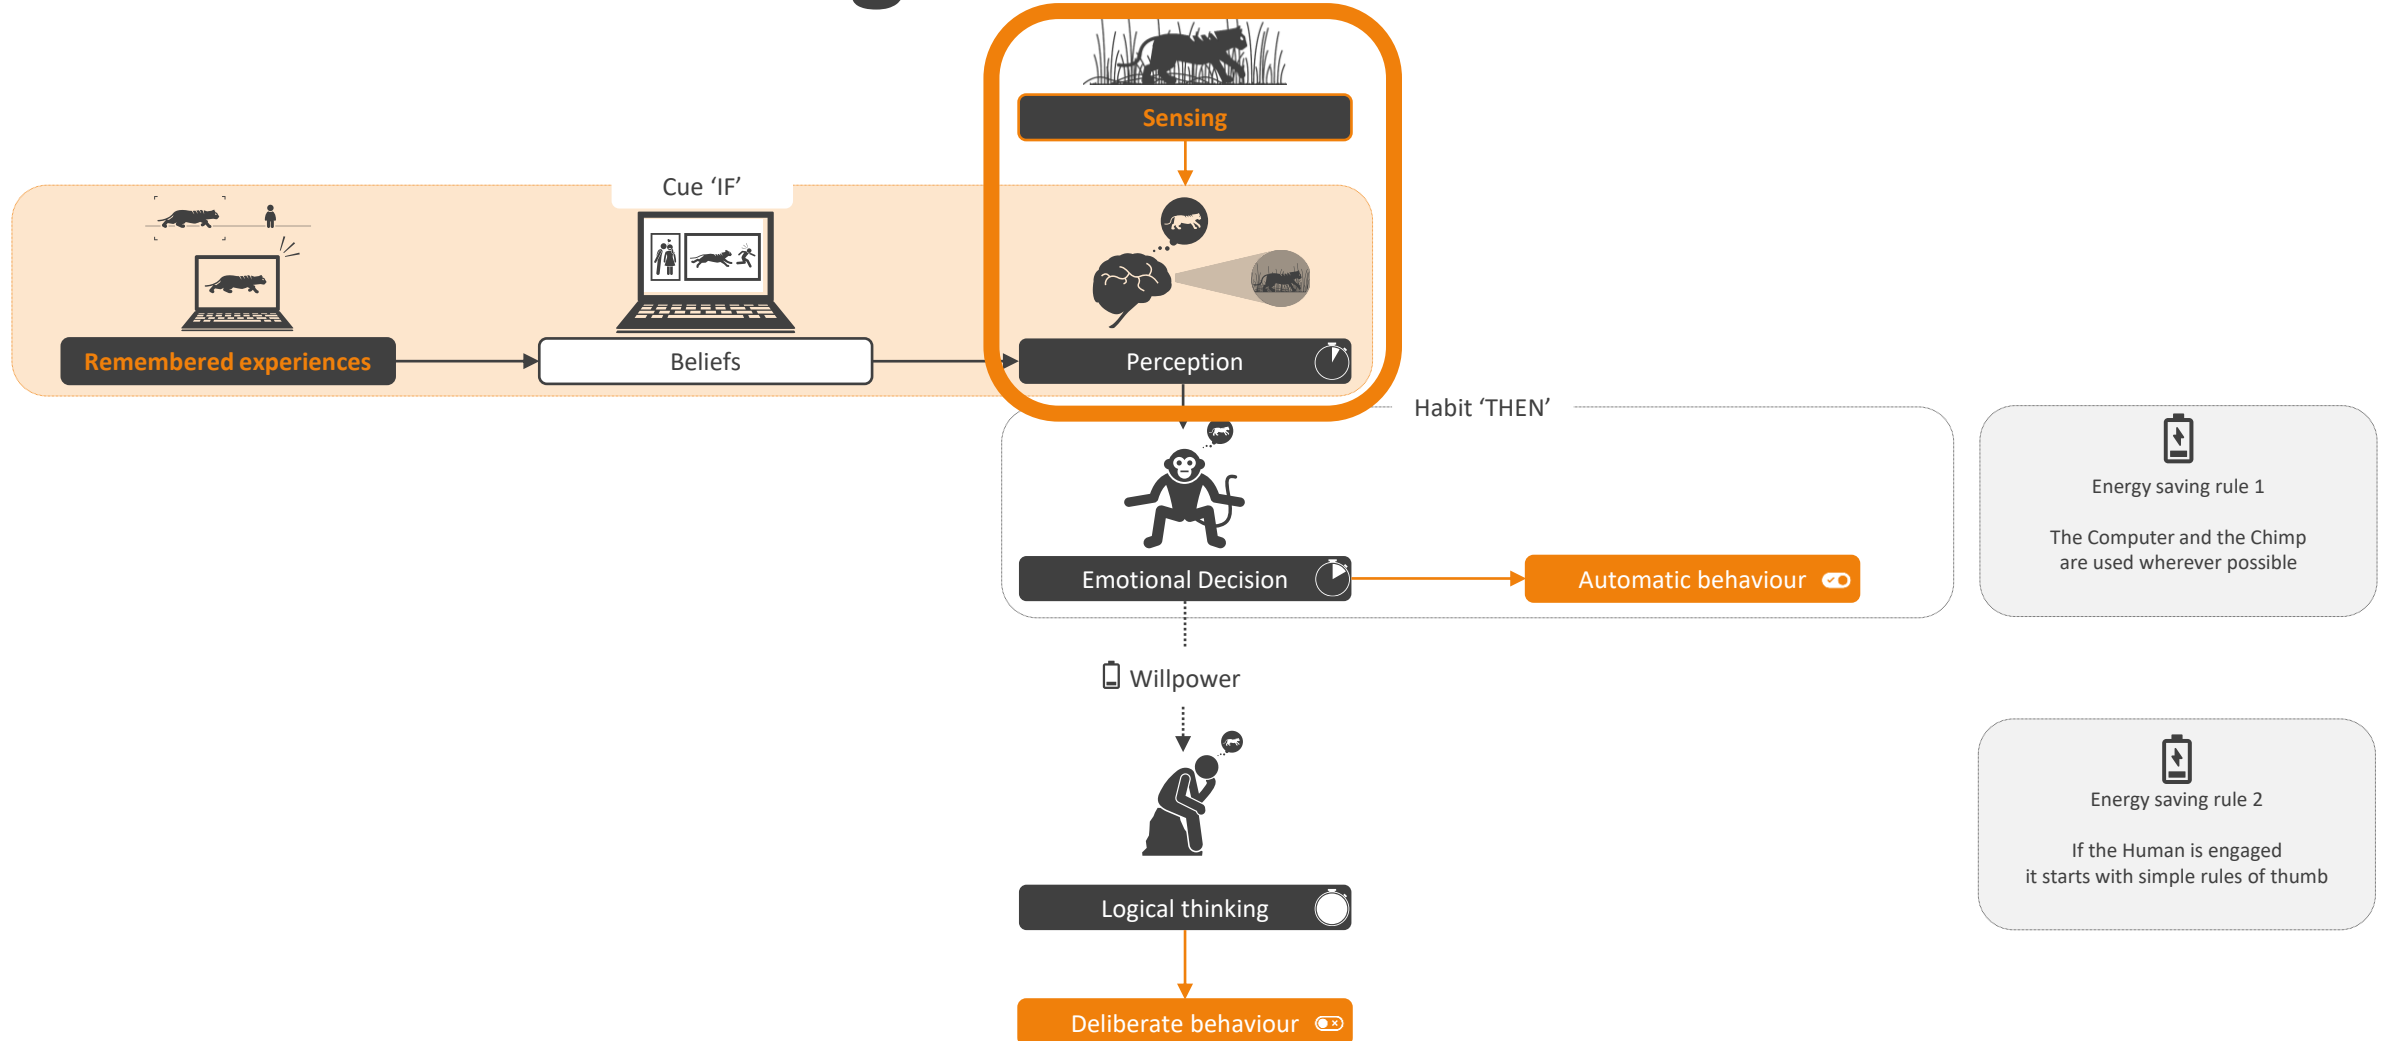 Sensing
Cue ‘IF’
Remembered experiences
Beliefs
Perception
Habit ‘THEN’
Energy saving rule 1
The Computer and the Chimp
are used wherever possible
Emotional Decision
Automatic behaviour
Willpower
Energy saving rule 2
If the Human is engaged
it starts with simple rules of thumb
Logical thinking
Deliberate behaviour